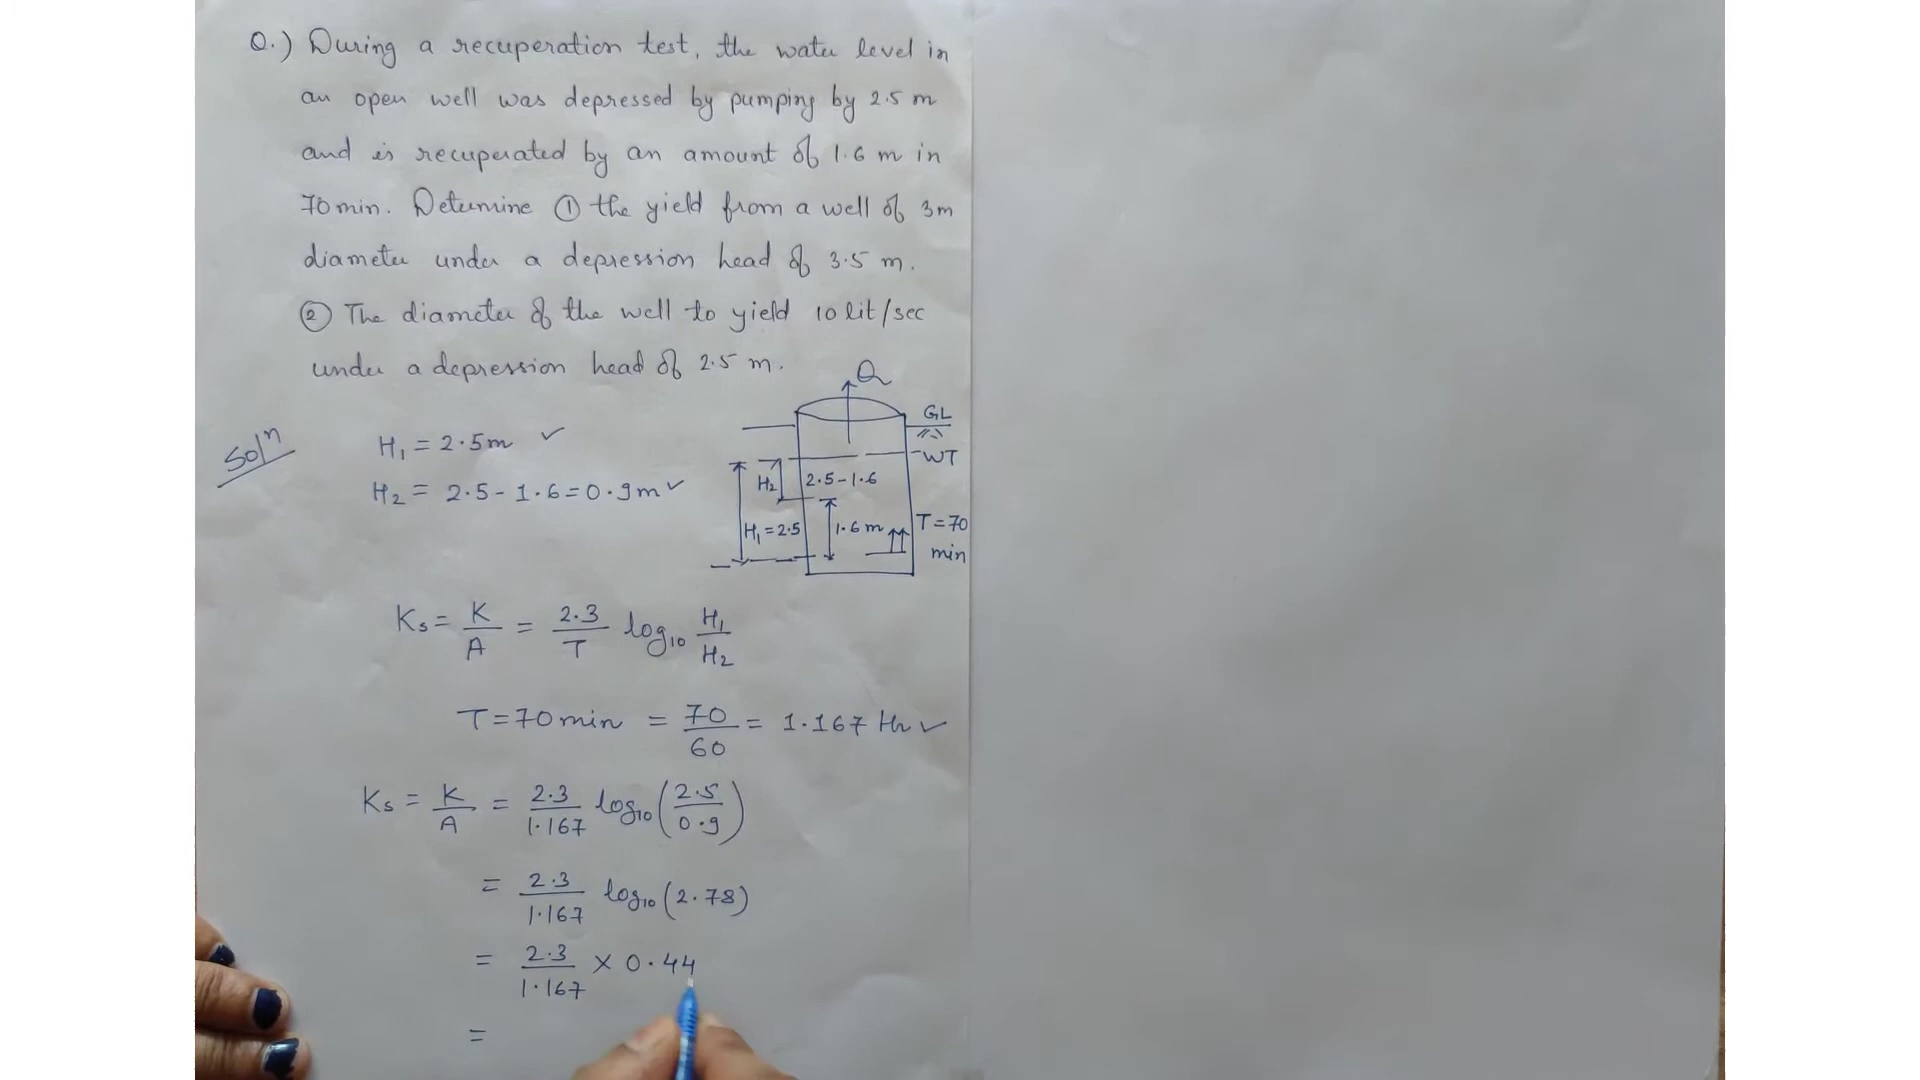 Q.) During a recuperation test, the water level in
an open well was depressed by pumping by 2.5 m
and is recuperated by an amount of 1.6 m in
70min. Determine ① the yield from a well of 3m
diameter under a depression head of 3.5 m.
② The diameter of the well to yield 10 lit/sec
under a depression head of 2.5 m.
Q
GL
WT
H₂
2.5-1.6
H₁ = 2.5
1.6 m
T=70
min
Solⁿ
H₁ = 2.5m ✓
H₂ = 2.5 - 1.6 = 0.9m ✓
Ks = K/A = 2.3/T log₁₀ H₁/H₂
T = 70min = 70/60 = 1.167 Hr ✓
Ks = K/A = 2.3/1.167 log₁₀ (2.5/0.9)
= 2.3/1.167 log₁₀ (2.78)
= 2.3/1.167 × 0.44
=